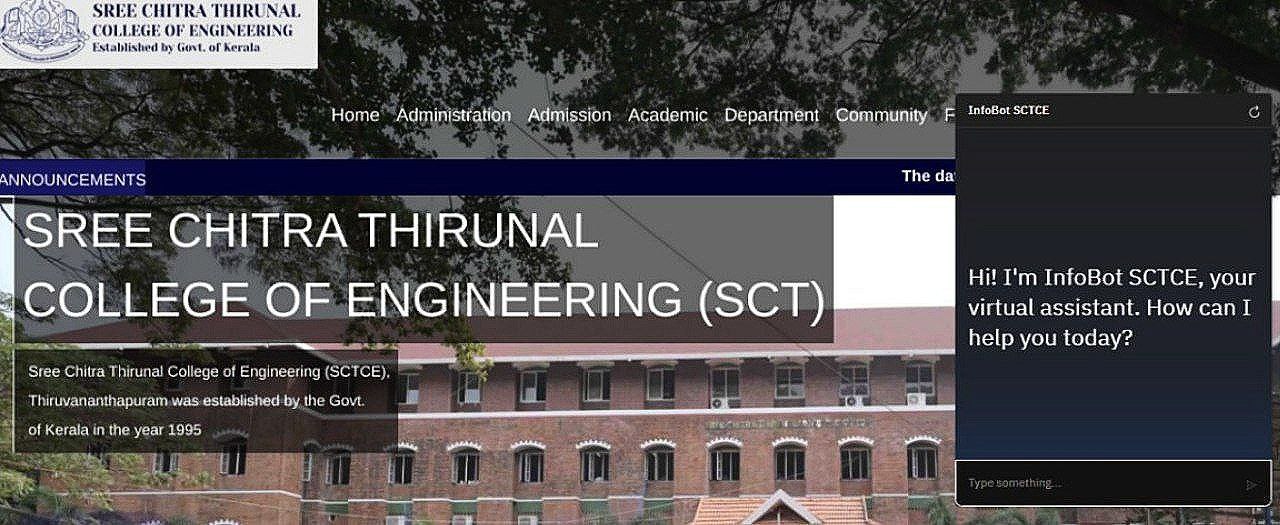 SREE CHITRA THIRUNAL
COLLEGE OF ENGINEERING
Established by Govt. of Kerala
Home Administration Admission Academic Department Community F
ANNOUNCEMENTS
The da
SREE CHITRA THIRUNAL
COLLEGE OF ENGINEERING (SCT)
Sree Chitra Thirunal College of Engineering (SCTCE),
Thiruvananthapuram was established by the Govt.
of Kerala in the year 1995
InfoBot SCTCE
Hi! I'm InfoBot SCTCE, your
virtual assistant. How can I
help you today?
Type something...